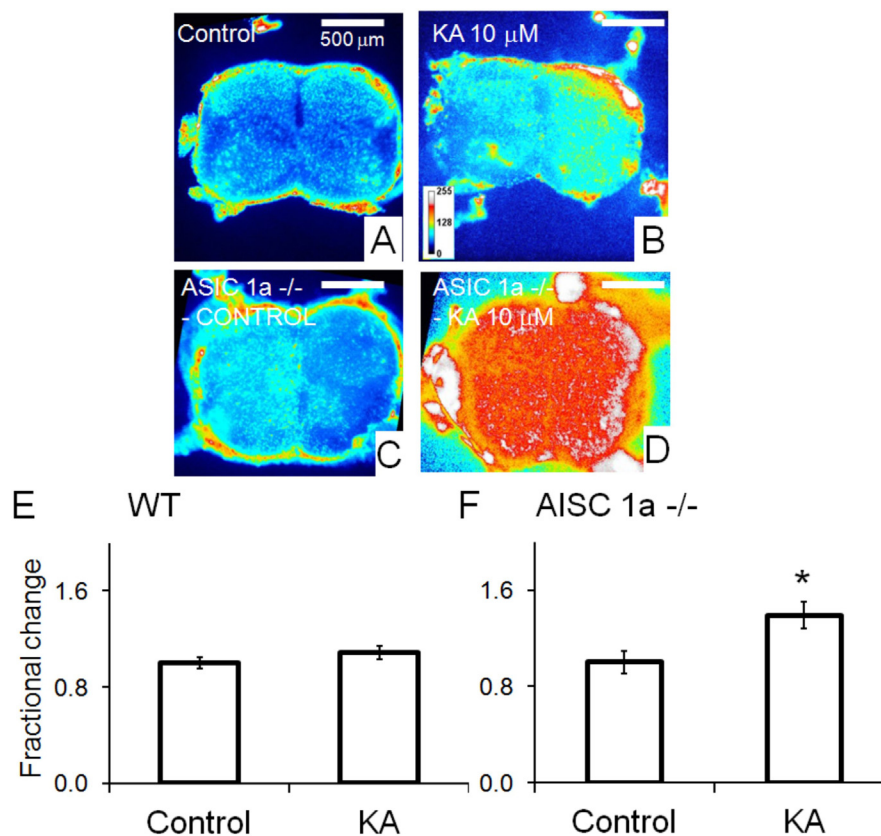 Control
500 µm
A
KA 10 µM
255
128
0
B
ASIC 1a -/-
- CONTROL
C
ASIC 1a -/-
- KA 10 µM
D
E WT
Fractional change
1.6
0.8
0.0
Control KA
F AISC 1a -/-
1.6
0.8
0.0
*
Control KA